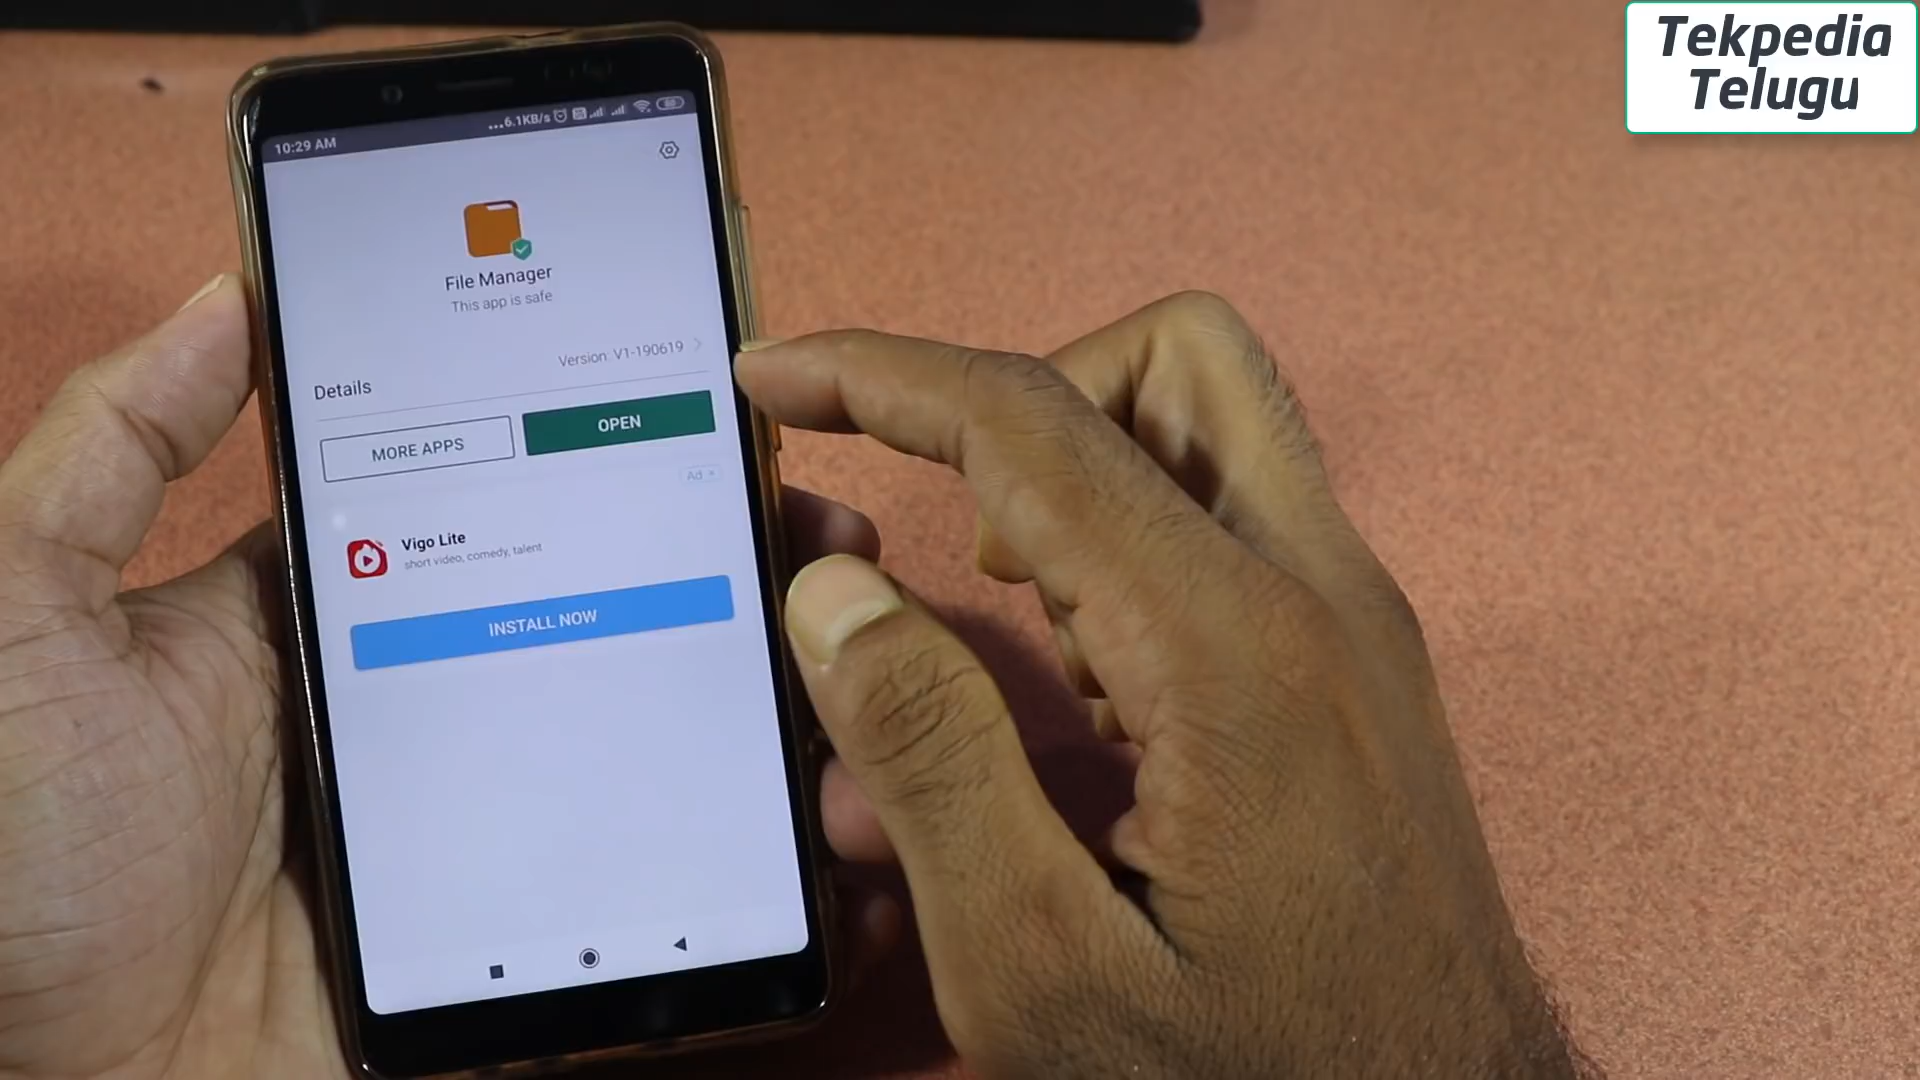 Tekpedia
Telugu
10:29 AM
...6.1KB/s
File Manager
This app is safe
Version: V1-190619
Details
MORE APPS
OPEN
Ad
Vigo Lite
short video, comedy, talent
INSTALL NOW